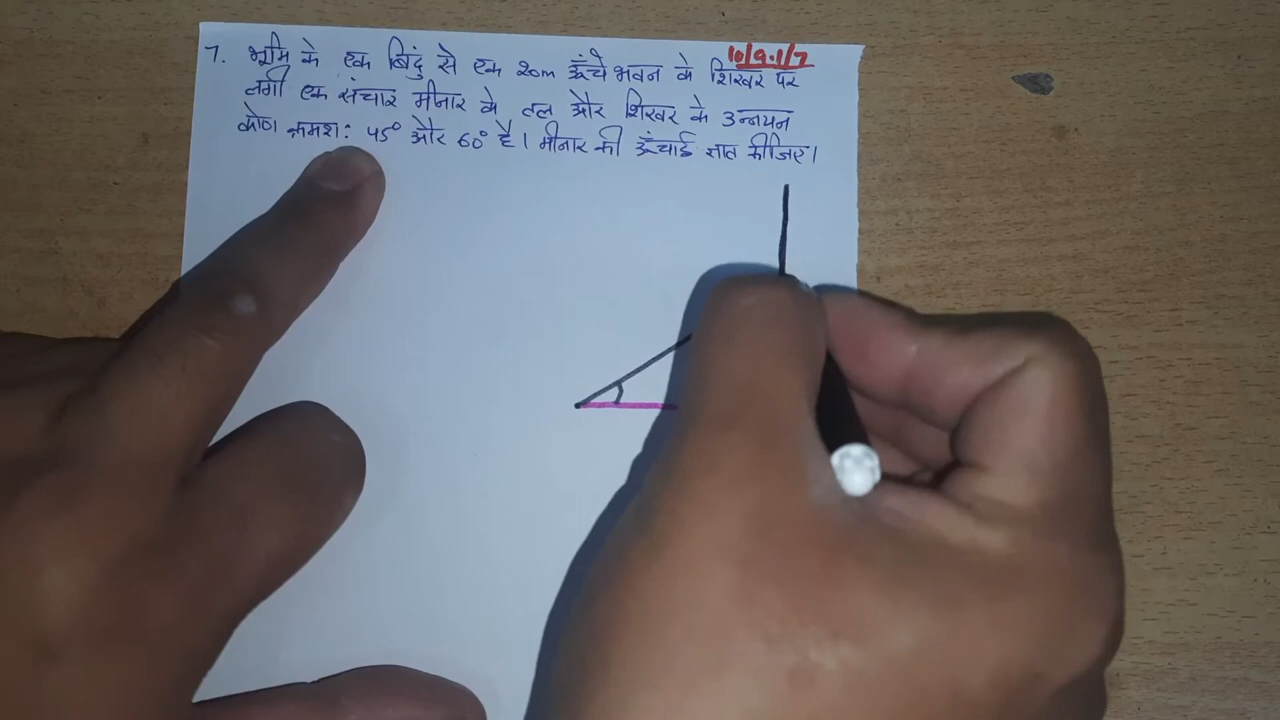 10/9.1/7
7. भूमि के एक बिंदु से एक 20m ऊँचे भवन के शिखर पर
लगी एक संचार मीनार के तल और शिखर के उन्नयन
कोण क्रमश: 45° और 60° है। मीनार की ऊँचाई ज्ञात कीजिए।